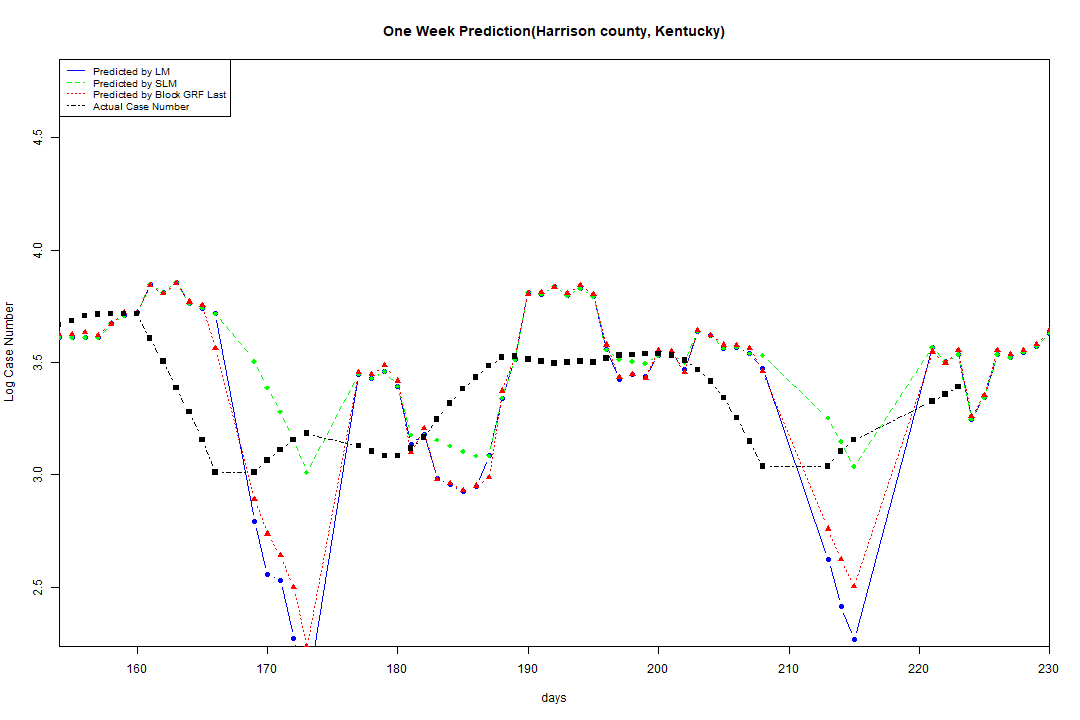 One Week Prediction(Harrison county, Kentucky)
Predicted by LM
Predicted by SLM
Predicted by Block GRF Last
Actual Case Number
4.5
4.0
3.5
3.0
2.5
Log Case Number
160 170 180 190 200 210 220 230
days